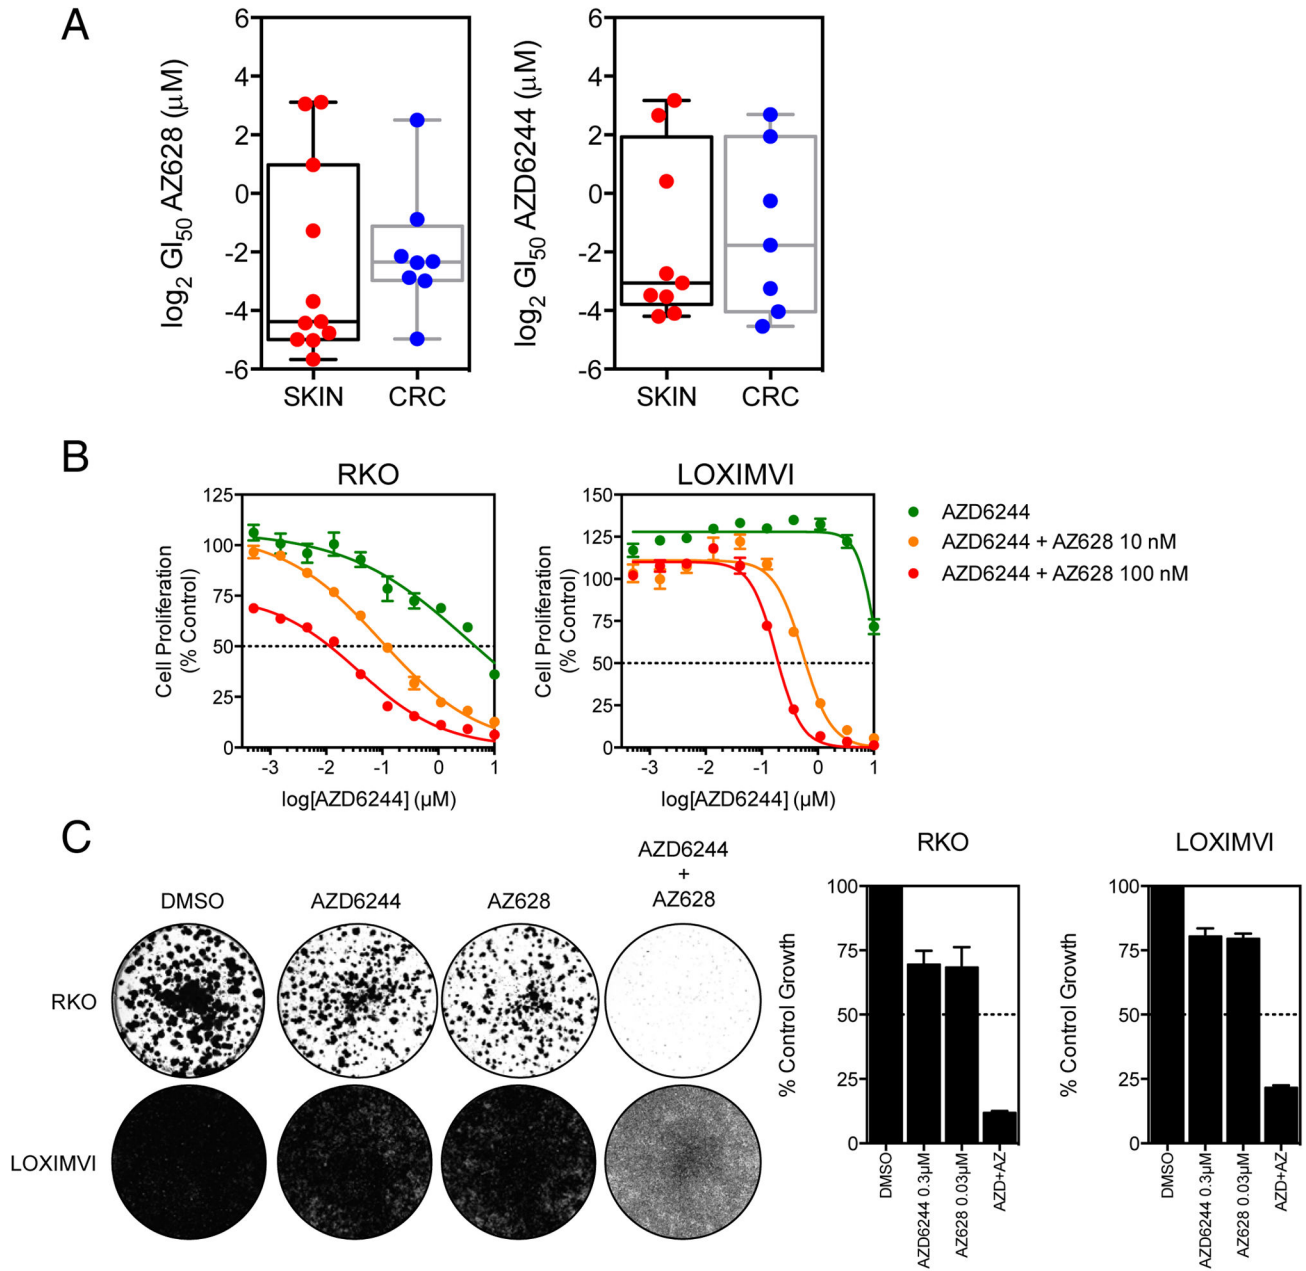 A
log2 GI50 AZ628 (μM)
6
4
2
0
-2
-4
-6
SKIN
CRC
log2 GI50 AZD6244 (μM)
6
4
2
0
-2
-4
-6
SKIN
CRC
B
RKO
Cell Proliferation
(% Control)
125
100
75
50
25
0
-3
-2
-1
0
1
log[AZD6244] (μM)
LOXIMVI
Cell Proliferation
(% Control)
150
125
100
75
50
25
0
-3
-2
-1
0
1
log[AZD6244] (μM)
AZD6244
AZD6244 + AZ628 10 nM
AZD6244 + AZ628 100 nM
C
DMSO
AZD6244
AZ628
AZD6244
+
AZ628
RKO
LOXIMVI
RKO
% Control Growth
100
75
50
25
0
DMSO
AZD6244 0.3μM
AZ628 0.03μM
AZD+AZ
LOXIMVI
% Control Growth
100
75
50
25
0
DMSO
AZD6244 0.3μM
AZ628 0.03μM
AZD+AZ